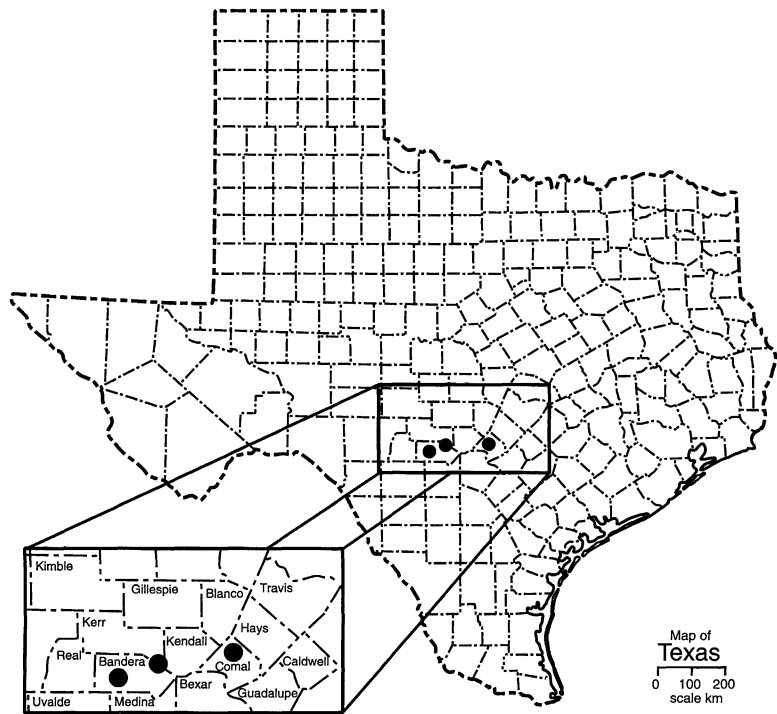 Kimble
Gillespie
Blanco
Travis
Kerr
Hays
Kendall
Real
Bandera
Comal
Caldwell
Bexar
Guadalupe
Uvalde
Medina
Map of
Texas
0 100 200
scale km